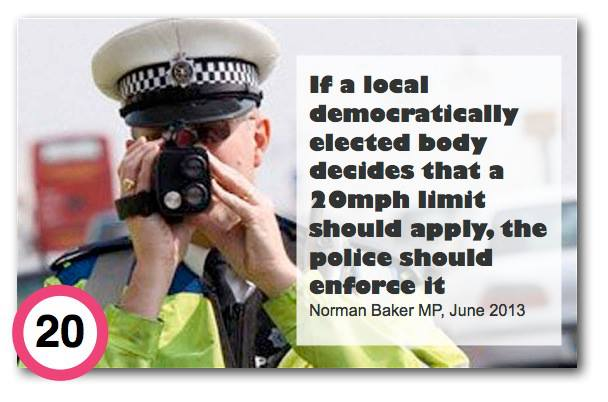 If a local
democratically
elected body
decides that a
20mph limit
should apply, the
police should
enforce it
Norman Baker MP, June 2013
20